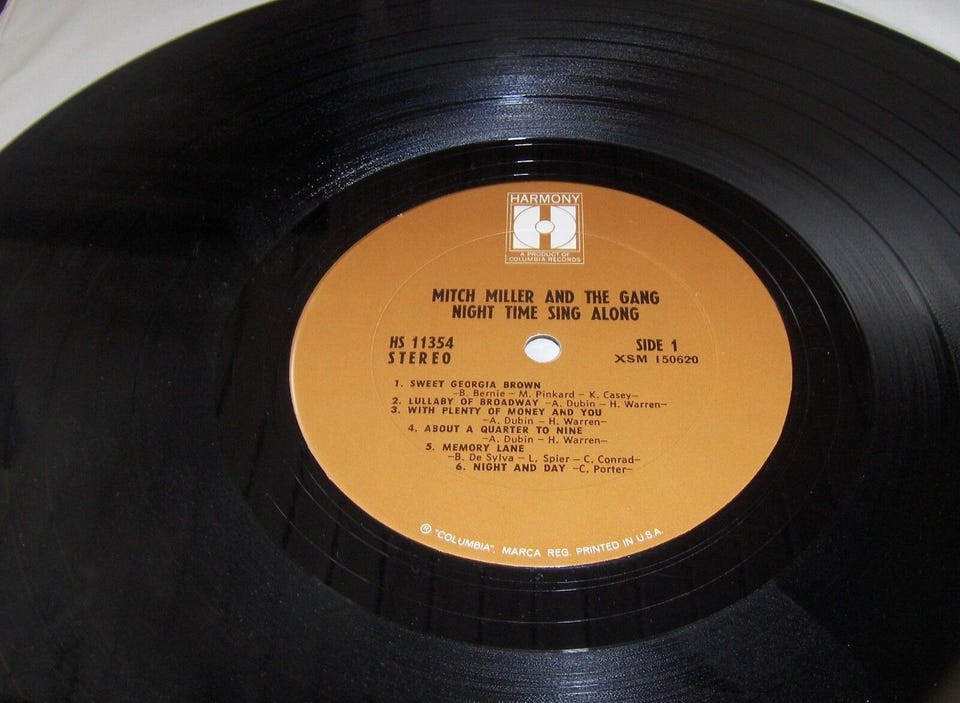 HARMONY
A PRODUCT OF
COLUMBIA RECORDS
MITCH MILLER AND THE GANG
NIGHT TIME SING ALONG
HS 11354 SIDE 1
STEREO XSM 150620
1. SWEET GEORGIA BROWN
–B. Bernie – M. Pinkard – K. Casey–
2. LULLABY OF BROADWAY –A. Dubin – H. Warren–
3. WITH PLENTY OF MONEY AND YOU
–A. Dubin – H. Warren–
4. ABOUT A QUARTER TO NINE
–A. Dubin – H. Warren–
5. MEMORY LANE
–B. De Sylva – L. Spier – C. Conrad–
6. NIGHT AND DAY –C. Porter–
® "COLUMBIA", MARCA REG. PRINTED IN U.S.A.